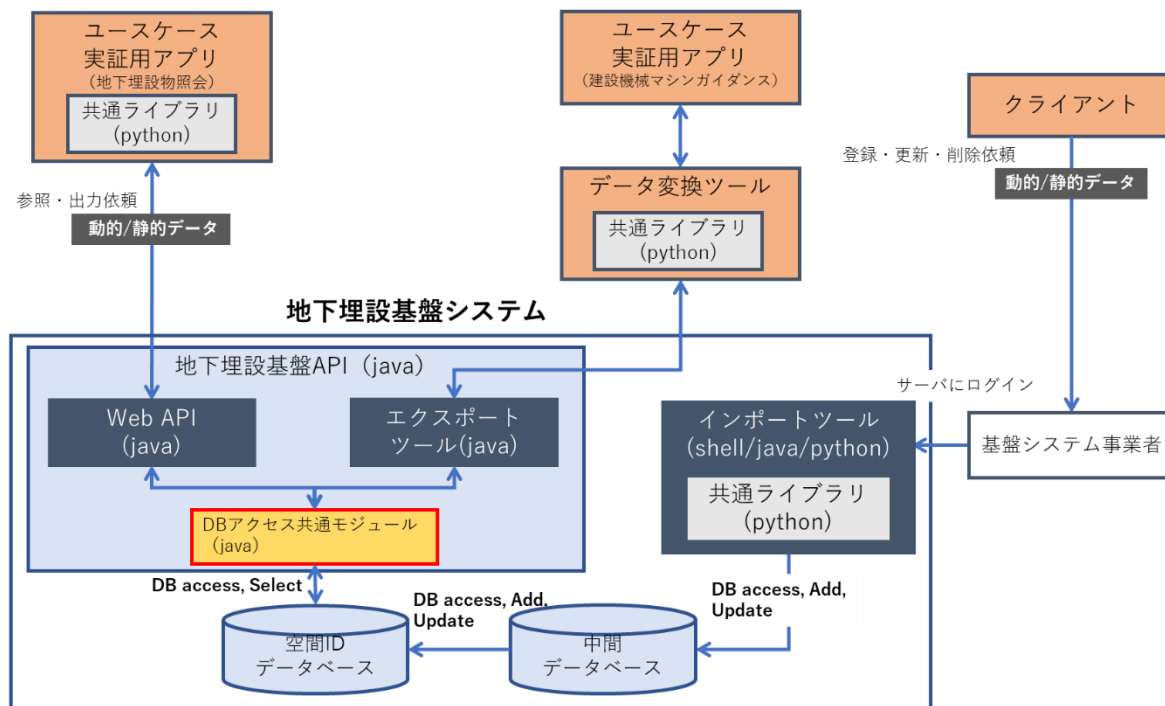 ユースケース
実証用アプリ
（地下埋設物照会）
共通ライブラリ
(python)
ユースケース
実証用アプリ
（建設機械マシンガイダンス）
クライアント
参照・出力依頼
動的/静的データ
データ変換ツール
共通ライブラリ
(python)
登録・更新・削除依頼
動的/静的データ
地下埋設基盤システム
地下埋設基盤API（java）
Web API
(java)
エクスポート
ツール(java)
DBアクセス共通モジュール
（java）
インポートツール
(shell/java/python)
共通ライブラリ
(python)
サーバにログイン
基盤システム事業者
DB access, Select
DB access, Add,
Update
DB access, Add,
Update
空間ID
データベース
中間
データベース